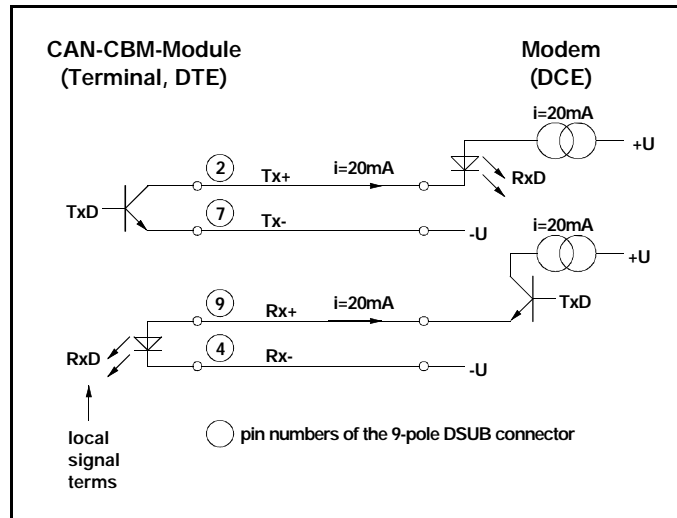 CAN-CBM-Module
(Terminal, DTE)
Modem
(DCE)
i=20mA
+U
2
Tx+
i=20mA
RxD
TxD
7
Tx-
-U
i=20mA
+U
9
Rx+
i=20mA
TxD
RxD
4
Rx-
-U
local
signal
terms
pin numbers of the 9-pole DSUB connector